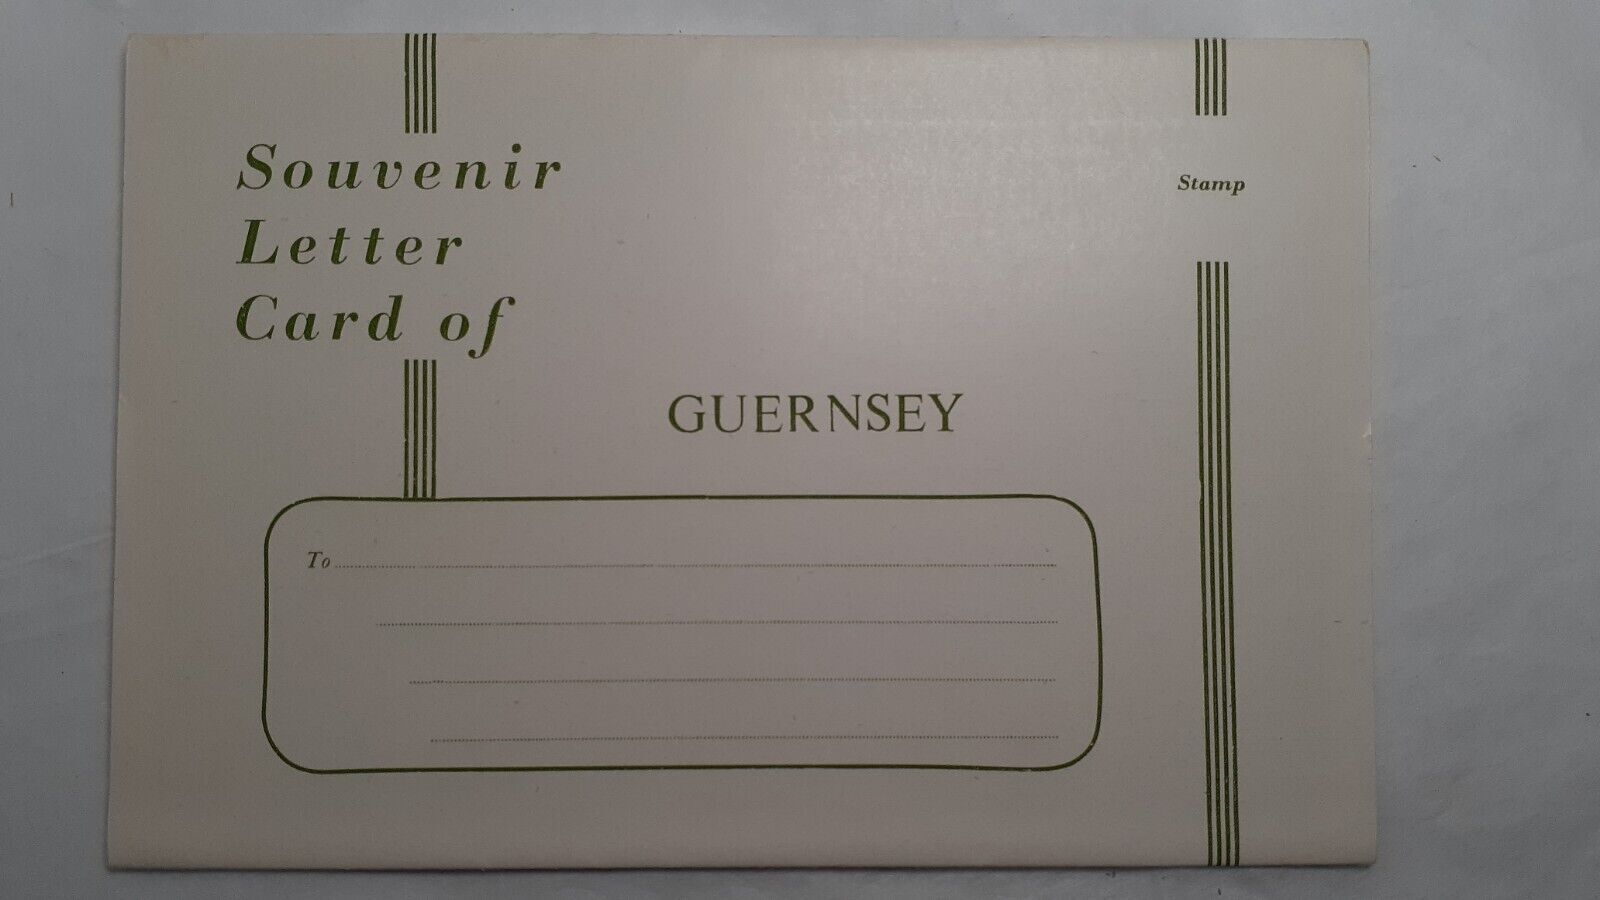 Souvenir
Letter
Card of
Stamp
GUERNSEY
To